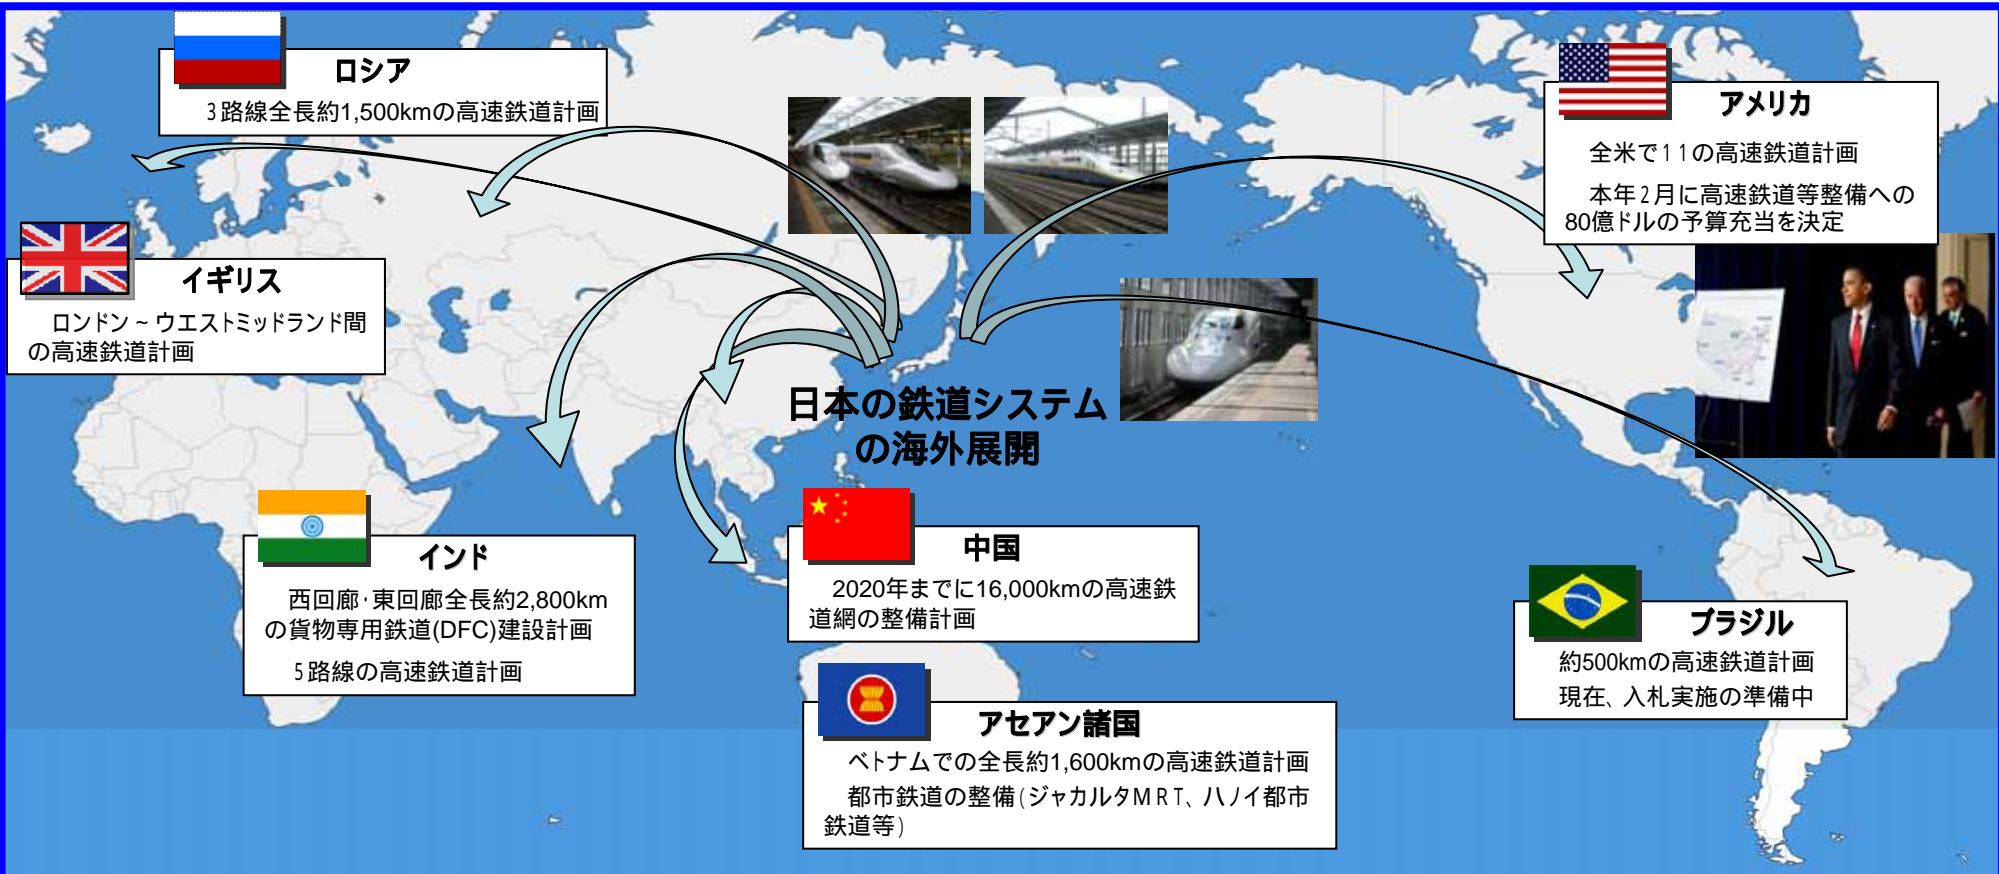 ロシア
3路線全長約1,500kmの高速鉄道計画
アメリカ
全米で11の高速鉄道計画
本年2月に高速鉄道等整備への
80億ドルの予算充当を決定
イギリス
ロンドン~ウエストミッドランド間
の高速鉄道計画
日本の鉄道システム
の海外展開
インド
西回廊・東回廊全長約2,800km
の貨物専用鉄道(DFC)建設計画
5路線の高速鉄道計画
中国
2020年までに16,000kmの高速鉄
道網の整備計画
ブラジル
約500kmの高速鉄道計画
現在、入札実施の準備中
アセアン諸国
ベトナムでの全長約1,600kmの高速鉄道計画
都市鉄道の整備(ジャカルタMRT、ハノイ都市
鉄道等)